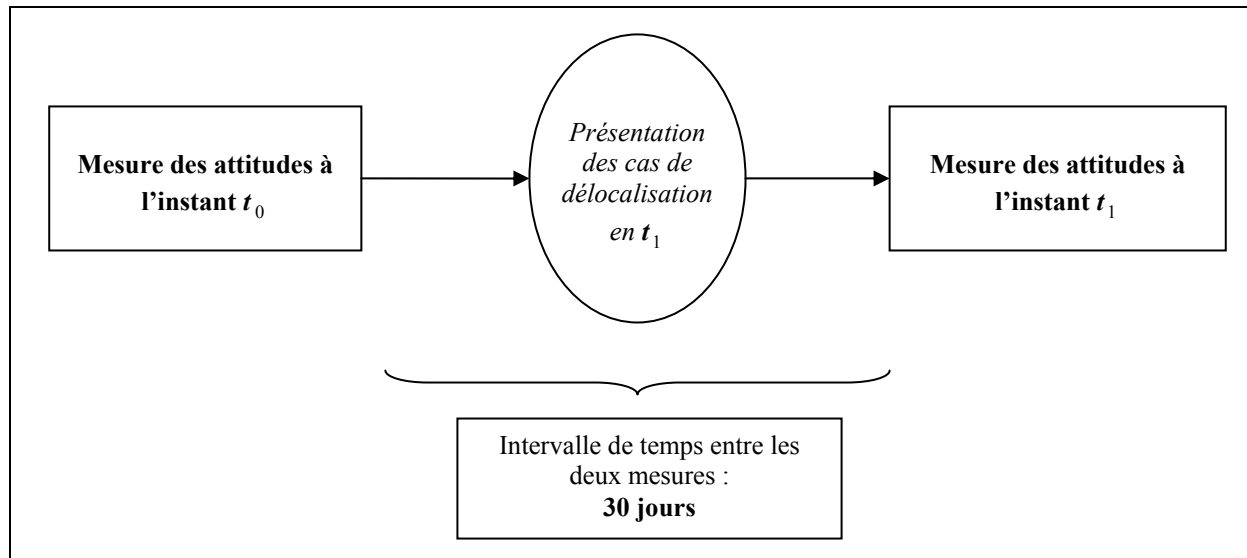 Mesure des attitudes à
l’instant t₀
Présentation
des cas de
délocalisation
en t₁
Mesure des attitudes à
l’instant t₁
Intervalle de temps entre les
deux mesures :
30 jours